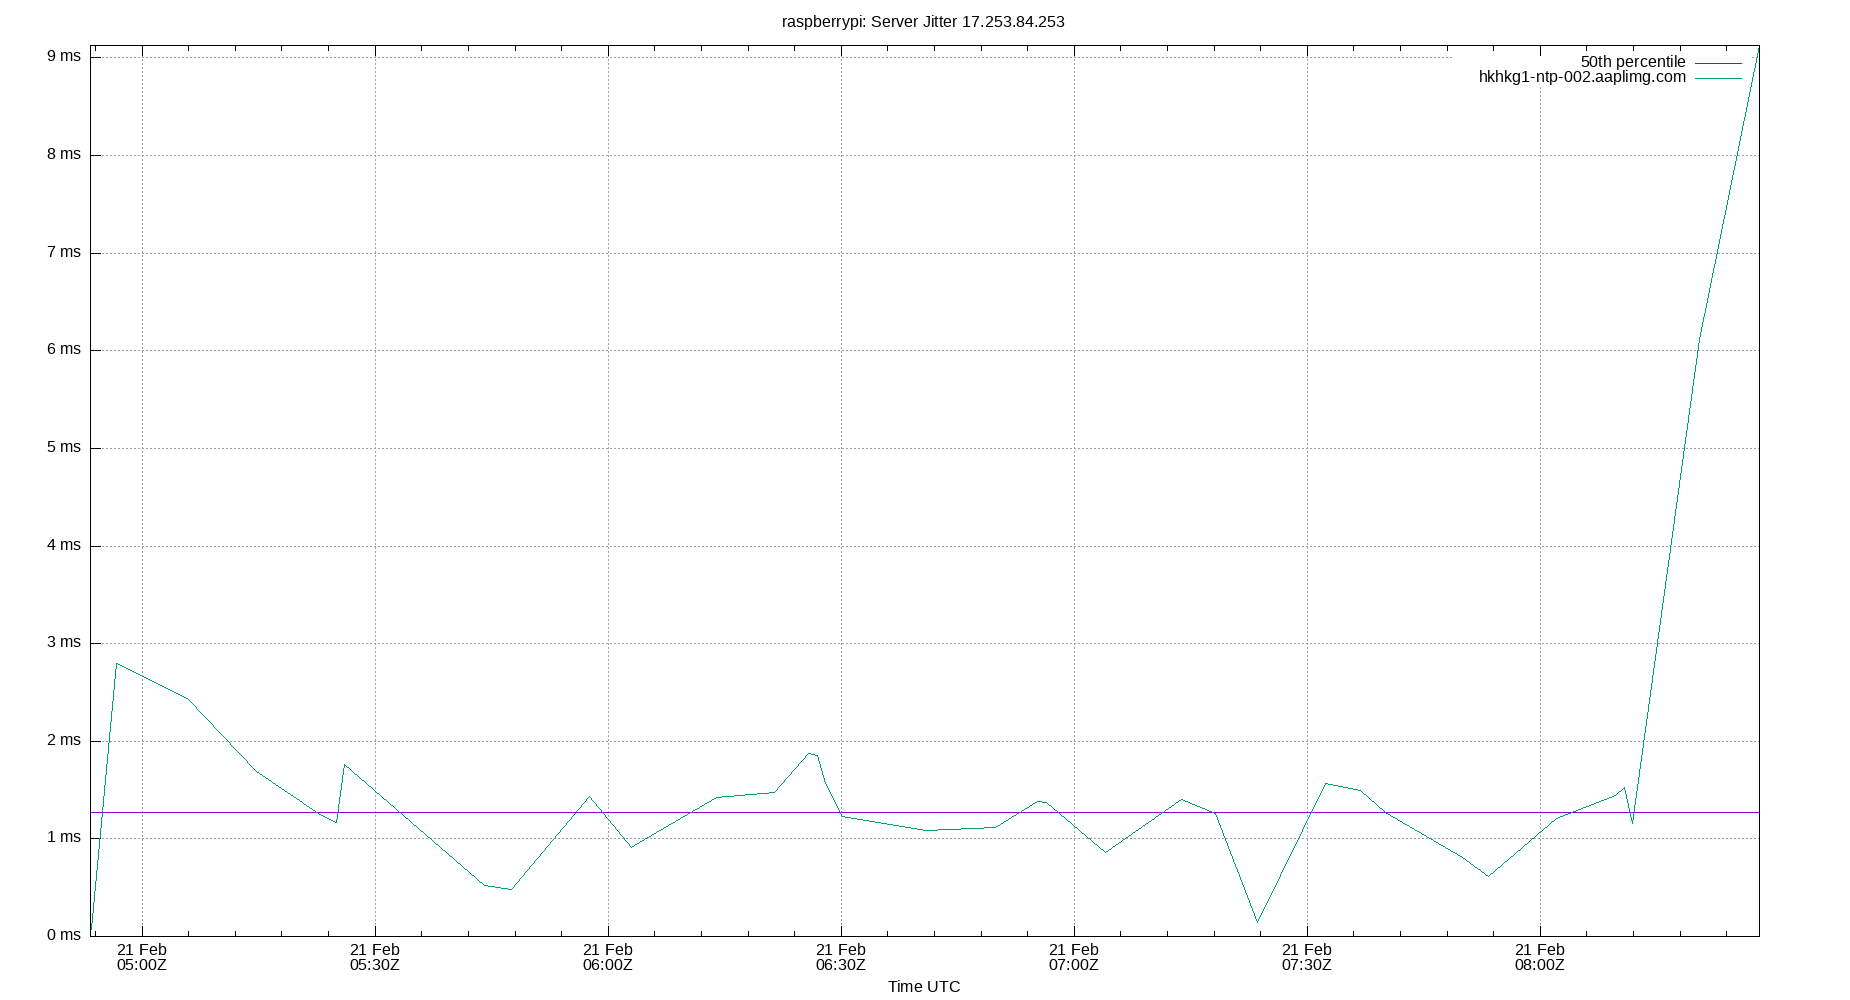 raspberrypi: Server Jitter 17.253.84.253
50th percentile
hkhkg1-ntp-002.aaplimg.com
9 ms
8 ms
7 ms
6 ms
5 ms
4 ms
3 ms
2 ms
1 ms
0 ms
21 Feb 21 Feb 21 Feb 21 Feb 21 Feb 21 Feb 21 Feb
05:00Z 05:30Z 06:00Z 06:30Z 07:00Z 07:30Z 08:00Z
Time UTC